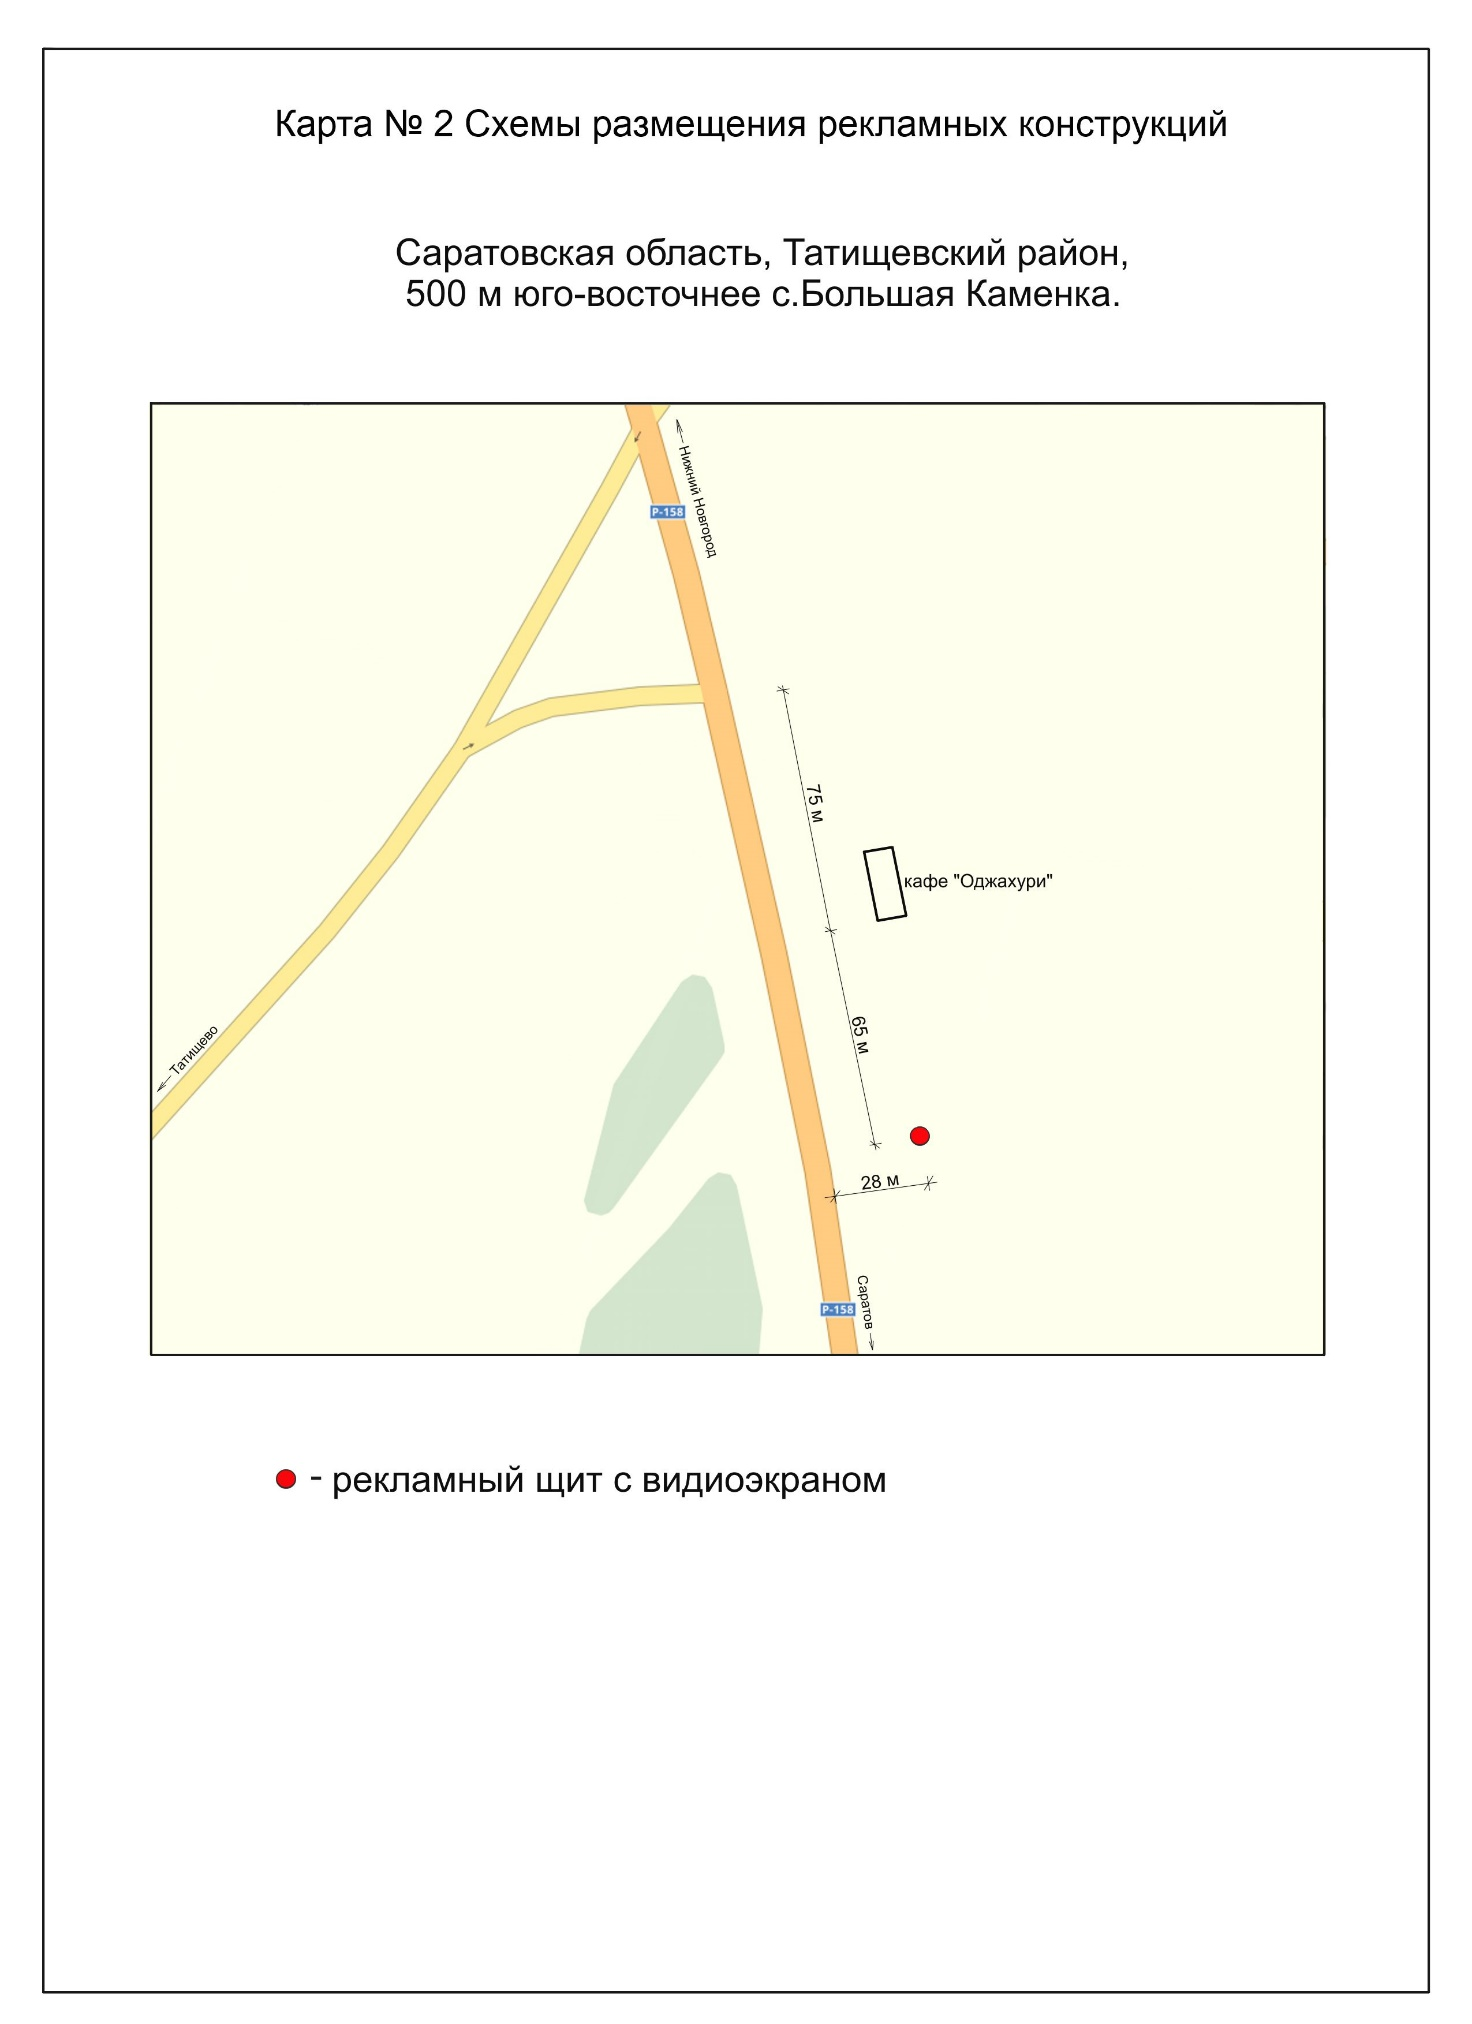 Карта № 2 Схемы размещения рекламных конструкций
Саратовская область, Татищевский район,
500 м юго-восточнее с.Большая Каменка.
Нижний Новгород
Р-158
75 м
кафе "Оджахури"
65 м
Татищево
28 м
Саратов
Р-158
- рекламный щит с видиоэкраном